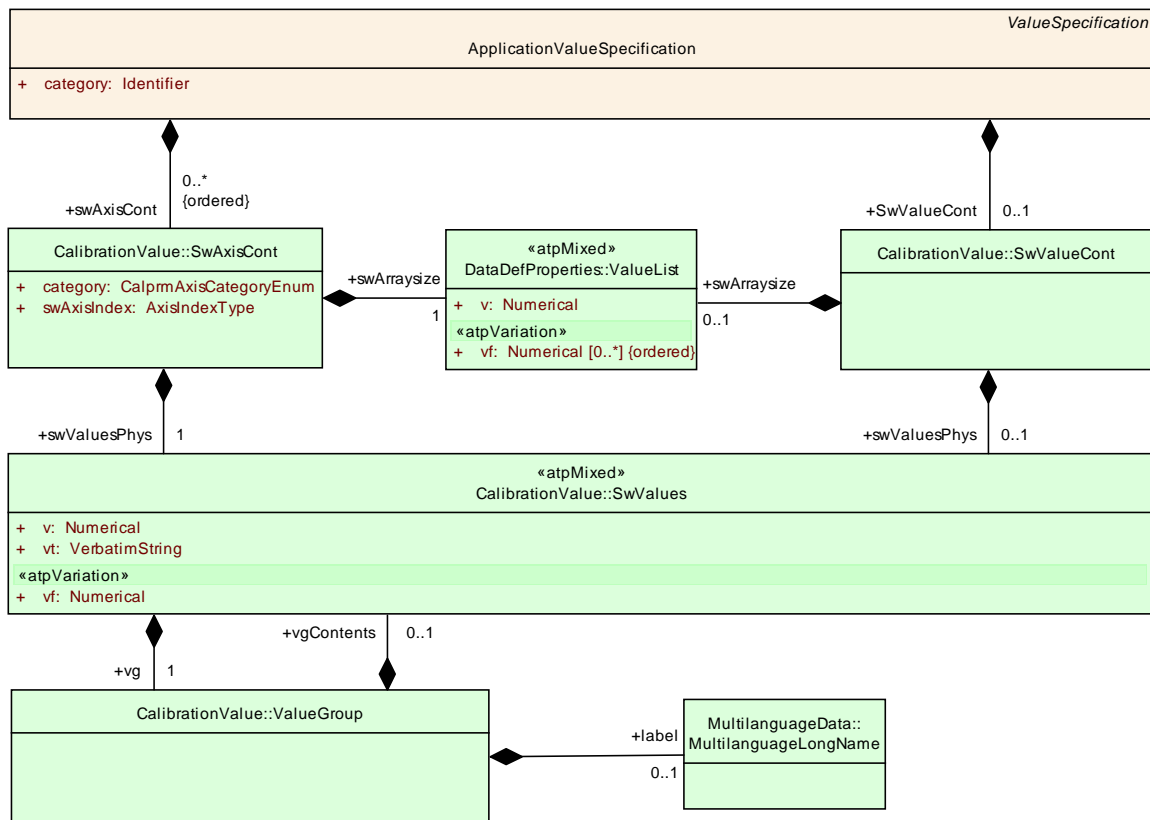 ValueSpecification
ApplicationValueSpecification
+ category: Identifier
0..*
{ordered}
+swAxisCont
+SwValueCont
0..1
CalibrationValue::SwAxisCont
+ category: CalprmAxisCategoryEnum
+ swAxisIndex: AxisIndexType
+swArraysize
1
«atpMixed»
DataDefProperties::ValueList
+ v: Numerical
«atpVariation»
+ vf: Numerical [0..*] {ordered}
+swArraysize
0..1
CalibrationValue::SwValueCont
+swValuesPhys
1
+swValuesPhys
0..1
«atpMixed»
CalibrationValue::SwValues
+ v: Numerical
+ vt: VerbatimString
«atpVariation»
+ vf: Numerical
+vg
1
+vgContents
0..1
CalibrationValue::ValueGroup
+label
0..1
MultilanguageData::
MultilanguageLongName